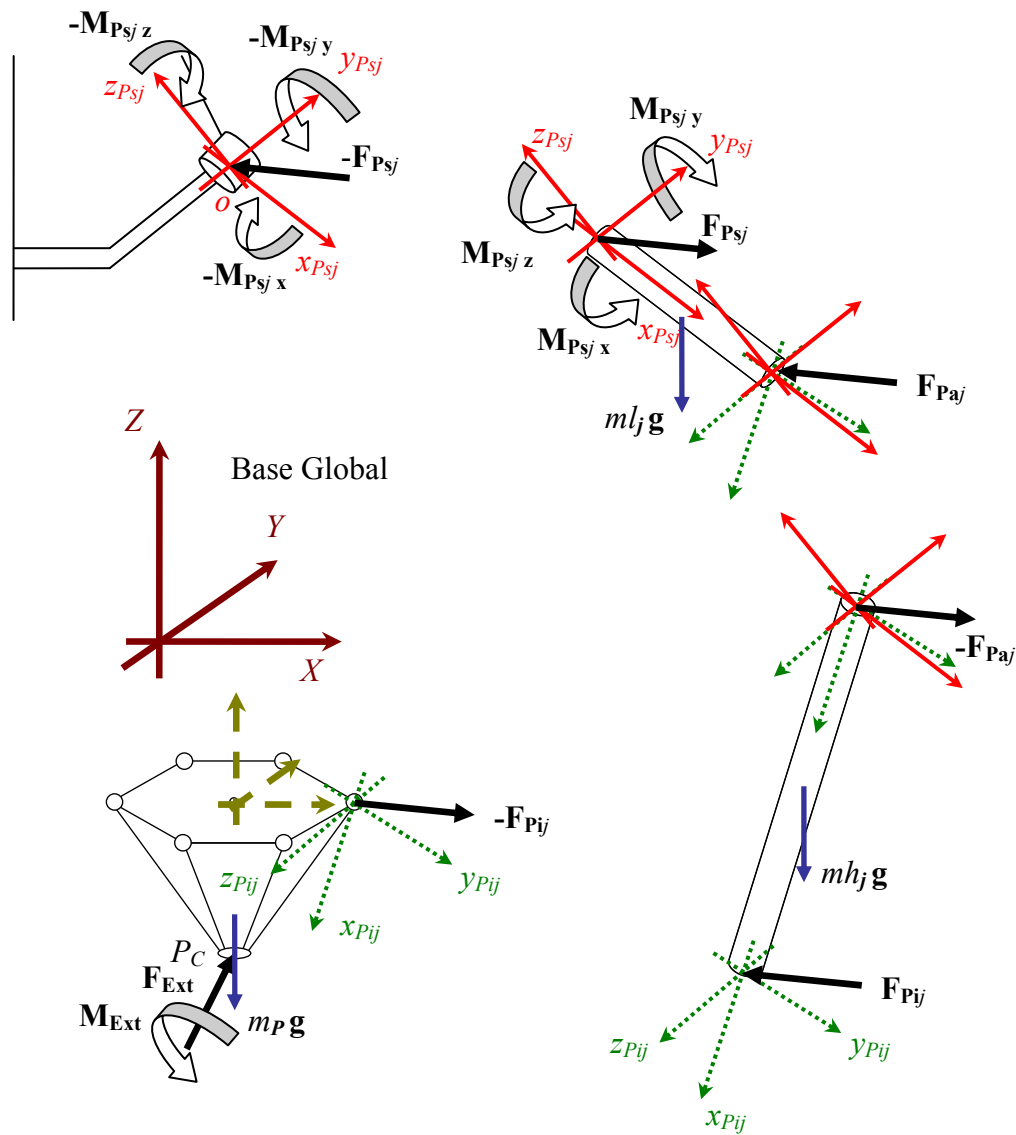 -M_Psj z
-M_Psj y
y_Psj
z_Psj
-F_Psj
o
x_Psj
-M_Psj x
M_Psj y
z_Psj
y_Psj
F_Psj
M_Psj z
x_Psj
M_Psj x
F_Paj
ml_j g
Z
Base Global
Y
X
-F_Paj
-F_Pij
z_Pij
y_Pij
x_Pij
mh_j g
P_C
F_Ext
M_Ext
m_P g
F_Pij
z_Pij
y_Pij
x_Pij